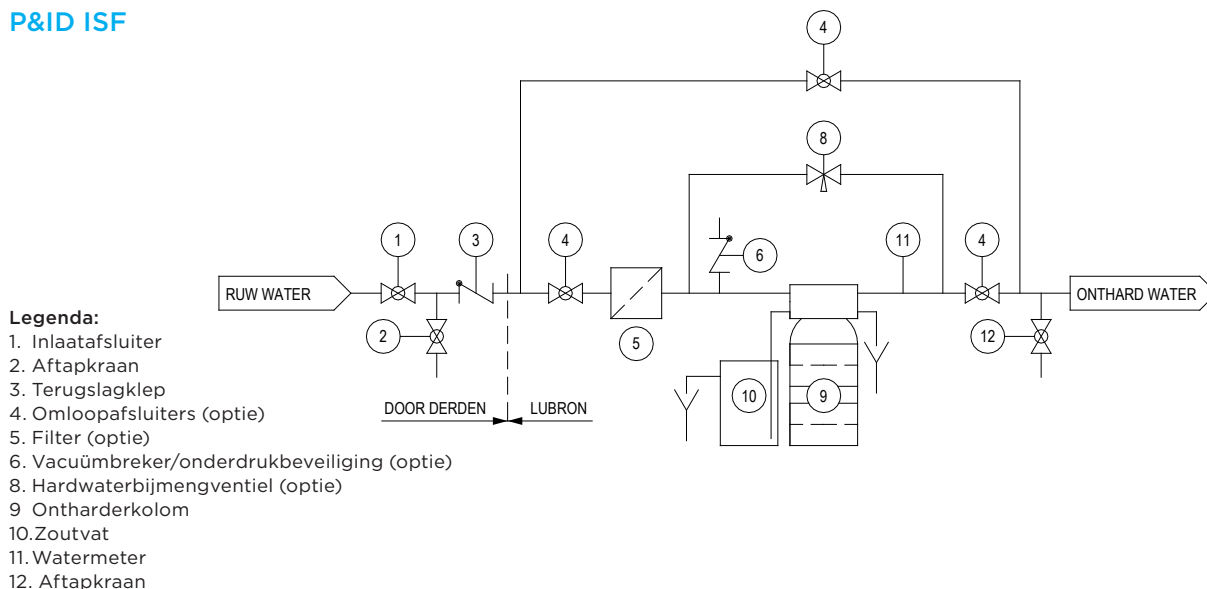 P&ID ISF
4
8
1
3
4
6
11
4
RUW WATER
ONTHARD WATER
2
5
12
10
9
DOOR DERDEN
LUBRON
Legenda:
1. Inlaatafsluiter
2. Aftapkraan
3. Terugslagklep
4. Omloopafsluiters (optie)
5. Filter (optie)
6. Vacuümbreker/onderdrukbeveiliging (optie)
8. Hardwaterbijmengventiel (optie)
9 Ontharderkolom
10.Zoutvat
11. Watermeter
12. Aftapkraan